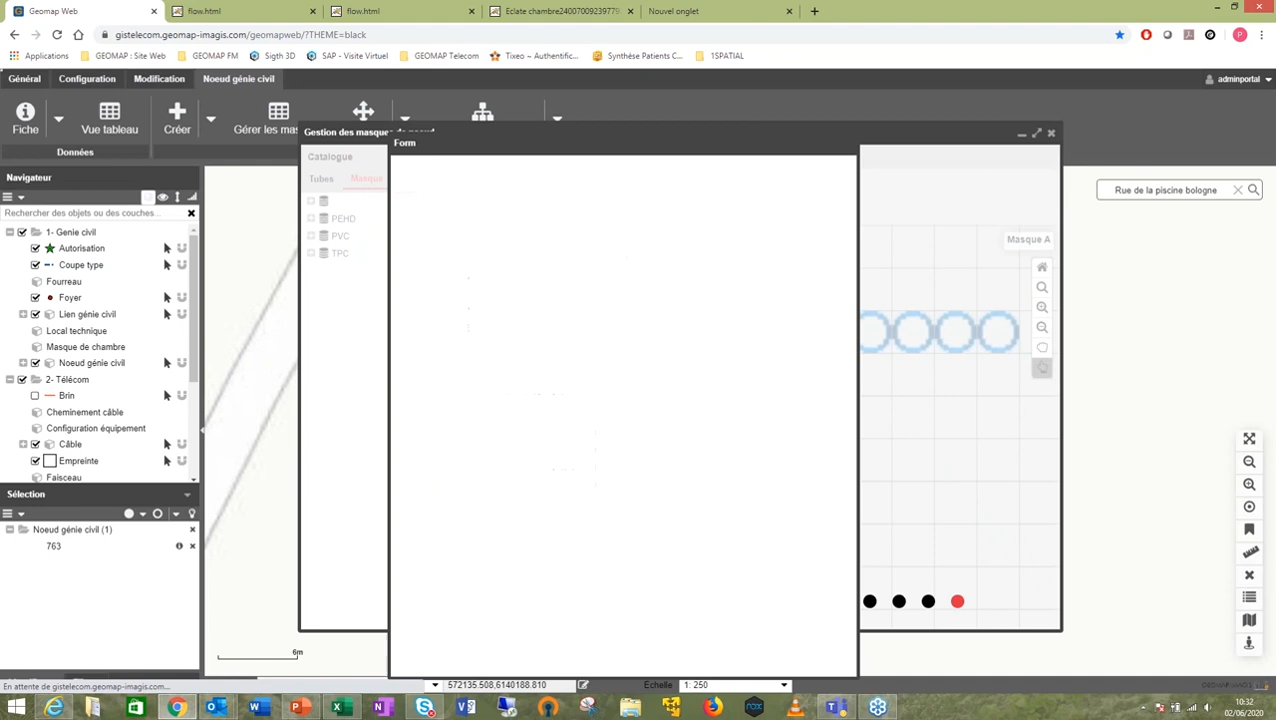 Geomap Web
flow.html
flow.html
Eclate chambre2400700923977
Nouvel onglet
gistelecom.geomap-imagis.com/geomapweb/?THEME=black
Applications
GEOMAP : Site Web
GEOMAP FM
Sigth 3D
SAP - Visite Virtuel
GEOMAP Telecom
Tixeo ~ Authentific...
Synthèse Patients C...
1SPATIAL
Général
Configuration
Modification
Noeud génie civil
adminportal
Fiche
Vue tableau
Créer
Gérer les mas
Données
Gestion des masques de noeud
Form
Navigateur
Catalogue
Tubes
Masque
Rue de la piscine bologne
Rechercher des objets ou des couches...
PEHD
PVC
TPC
1- Genie civil
Autorisation
Coupe type
Fourreau
Foyer
Lien génie civil
Local technique
Masque de chambre
Noeud génie civil
2- Télécom
Brin
Cheminement câble
Configuration équipement
Câble
Empreinte
Faisceau
Masque A
Sélection
Noeud génie civil (1)
763
6m
En attente de gistelecom.geomap-imagis.com...
572135.508,6140188.810
Echelle
1: 250
GEOMAP-IMAGIS
10:32
02/06/2020